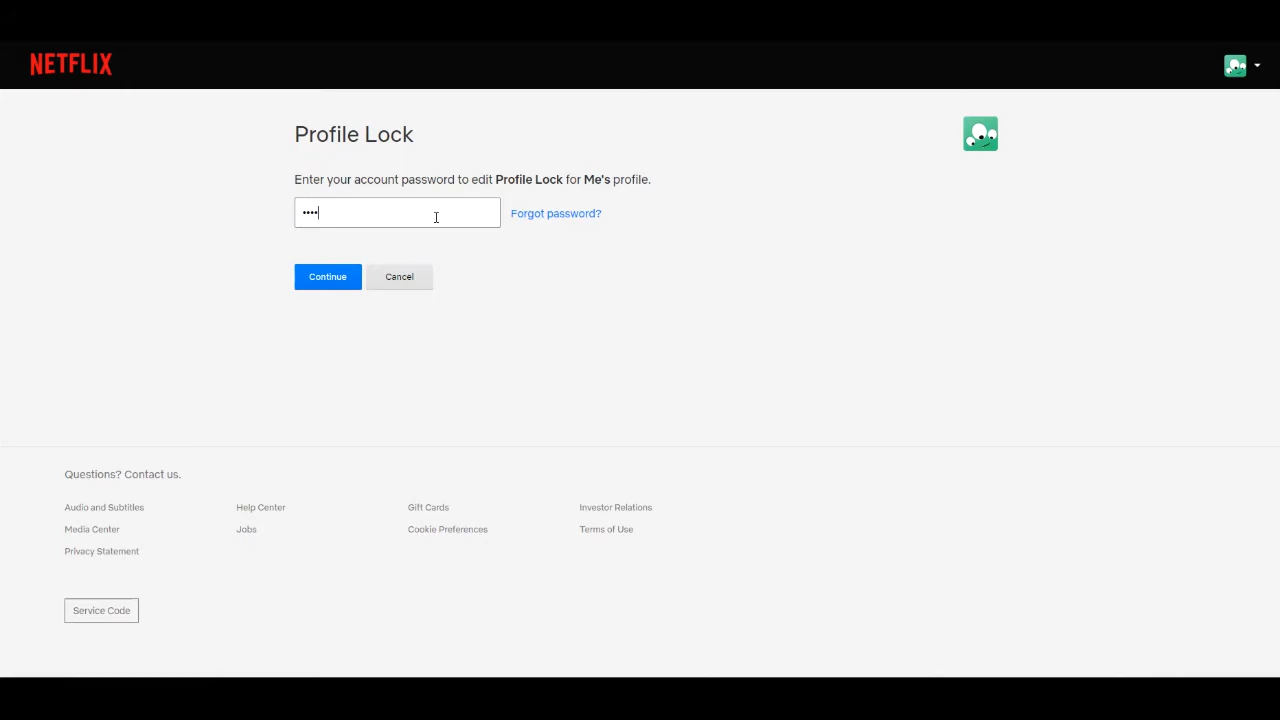 NETFLIX
Profile Lock
Enter your account password to edit Profile Lock for Me's profile.
••••
Forgot password?
Continue
Cancel
Questions? Contact us.
Audio and Subtitles
Help Center
Gift Cards
Investor Relations
Media Center
Jobs
Cookie Preferences
Terms of Use
Privacy Statement
Service Code